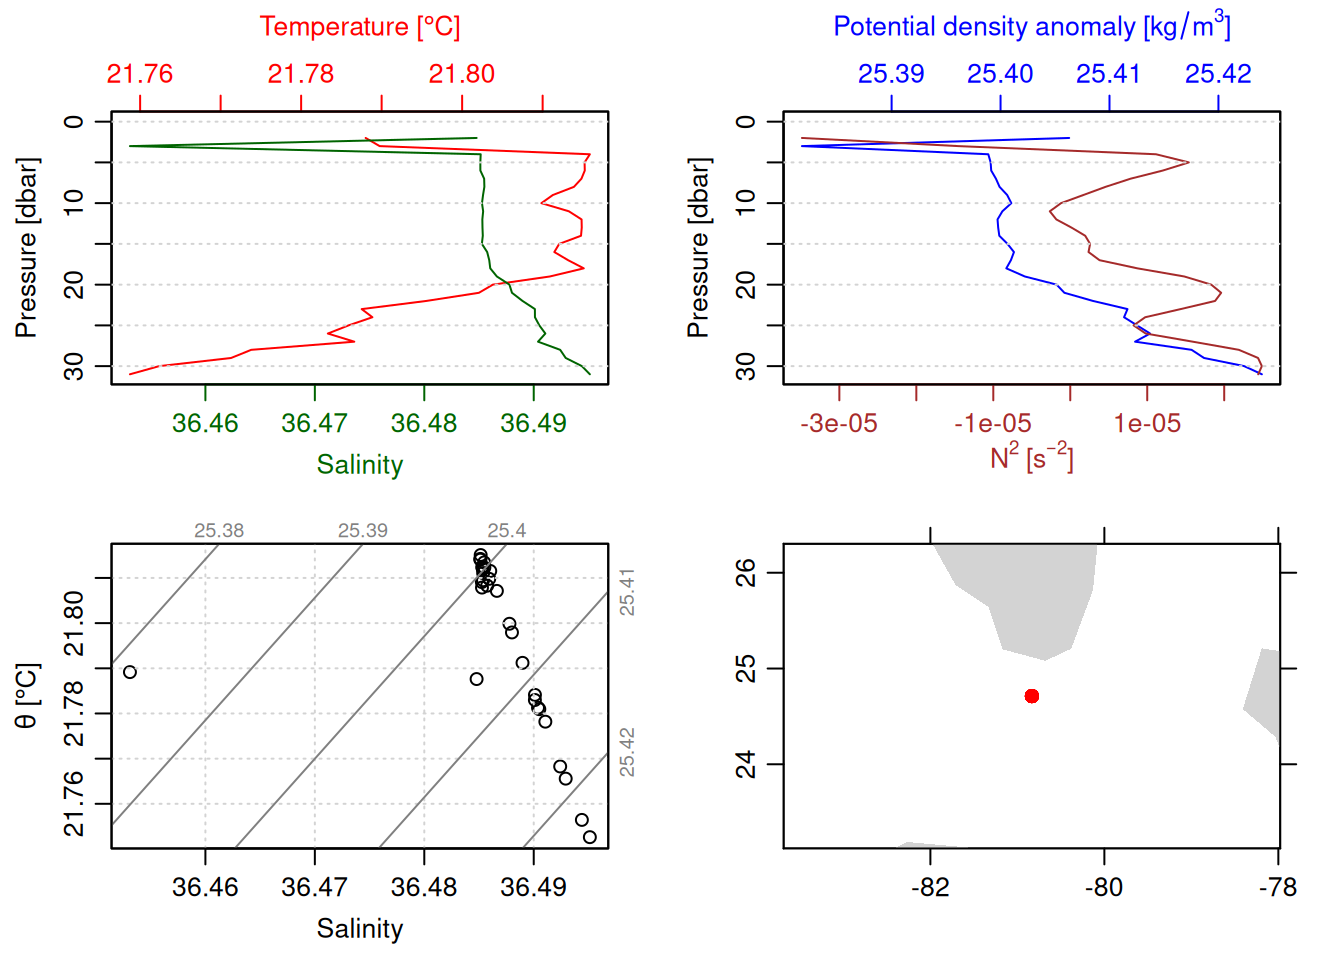 Temperature [°C]
21.76 21.78 21.80
Pressure [dbar]
0 10 20 30
36.46 36.47 36.48 36.49
Salinity
Potential density anomaly [kg/m³]
25.39 25.40 25.41 25.42
Pressure [dbar]
0 10 20 30
-3e-05 -1e-05 1e-05
N² [s⁻²]
25.38 25.39 25.4
25.41
25.42
θ [°C]
21.80
21.78
21.76
36.46 36.47 36.48 36.49
Salinity
26
25
24
-82 -80 -78